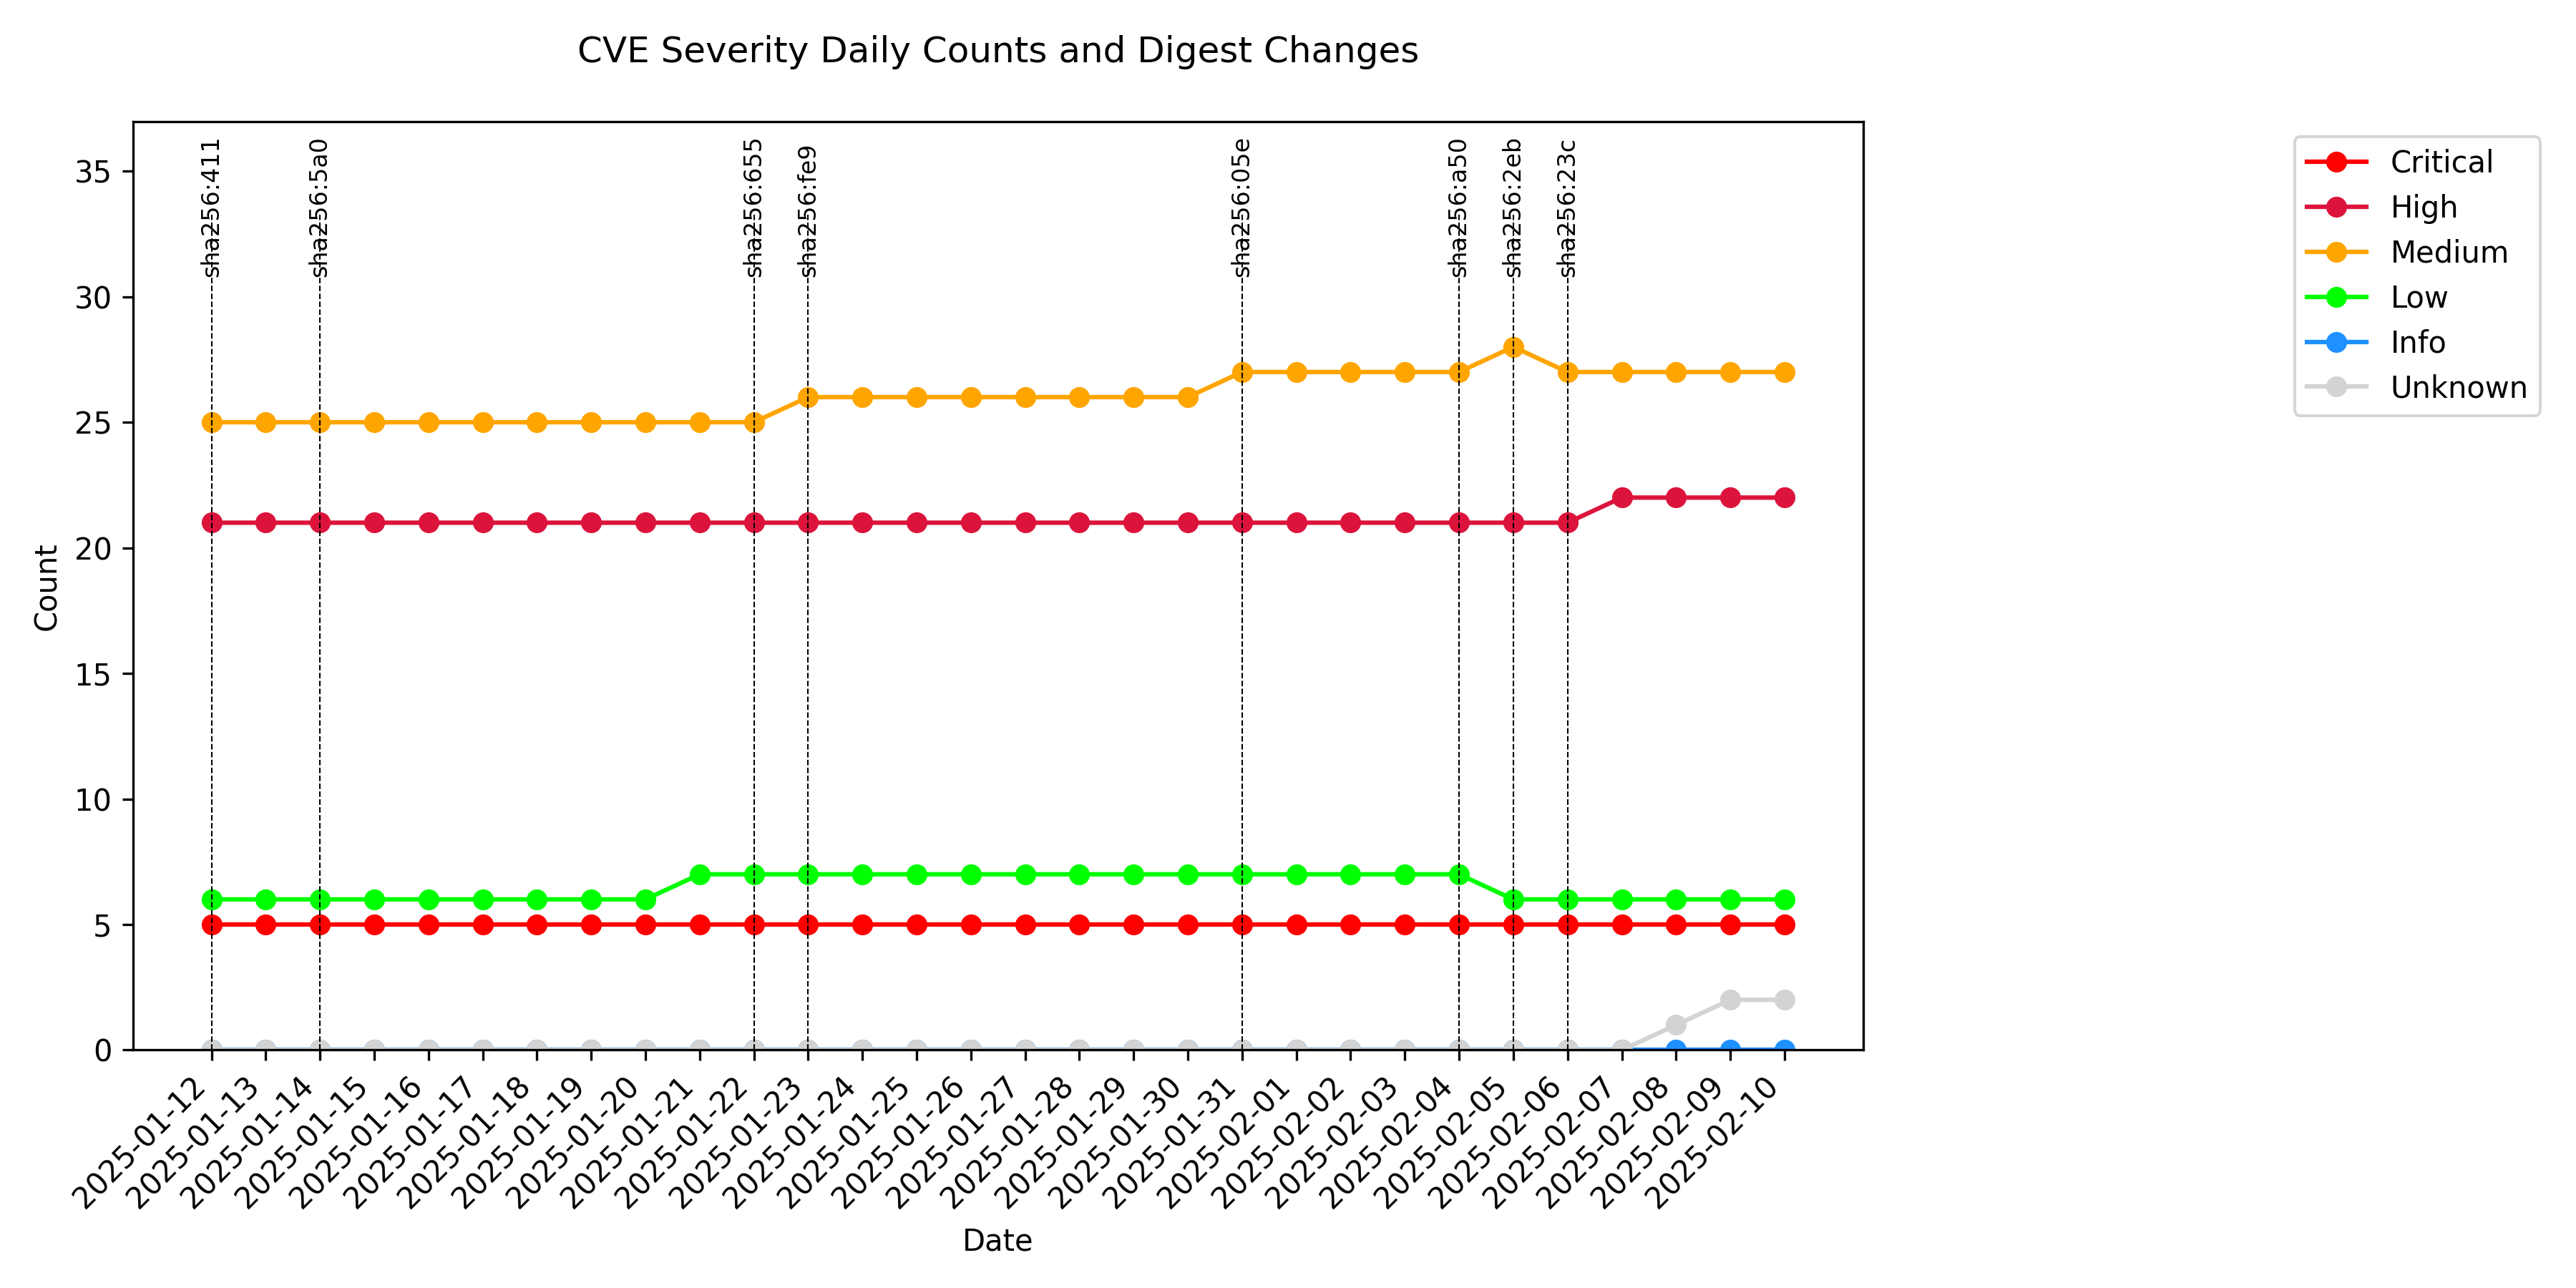 CVE Severity Daily Counts and Digest Changes
sha256:411
sha256:5a0
sha256:655
sha256:fe9
sha256:05e
sha256:a50
sha256:2eb
sha256:23c
Critical
High
Medium
Low
Info
Unknown
Count
35
30
25
20
15
10
5
0
2025-01-12
2025-01-13
2025-01-14
2025-01-15
2025-01-16
2025-01-17
2025-01-18
2025-01-19
2025-01-20
2025-01-21
2025-01-22
2025-01-23
2025-01-24
2025-01-25
2025-01-26
2025-01-27
2025-01-28
2025-01-29
2025-01-30
2025-01-31
2025-02-01
2025-02-02
2025-02-03
2025-02-04
2025-02-05
2025-02-06
2025-02-07
2025-02-08
2025-02-09
2025-02-10
Date